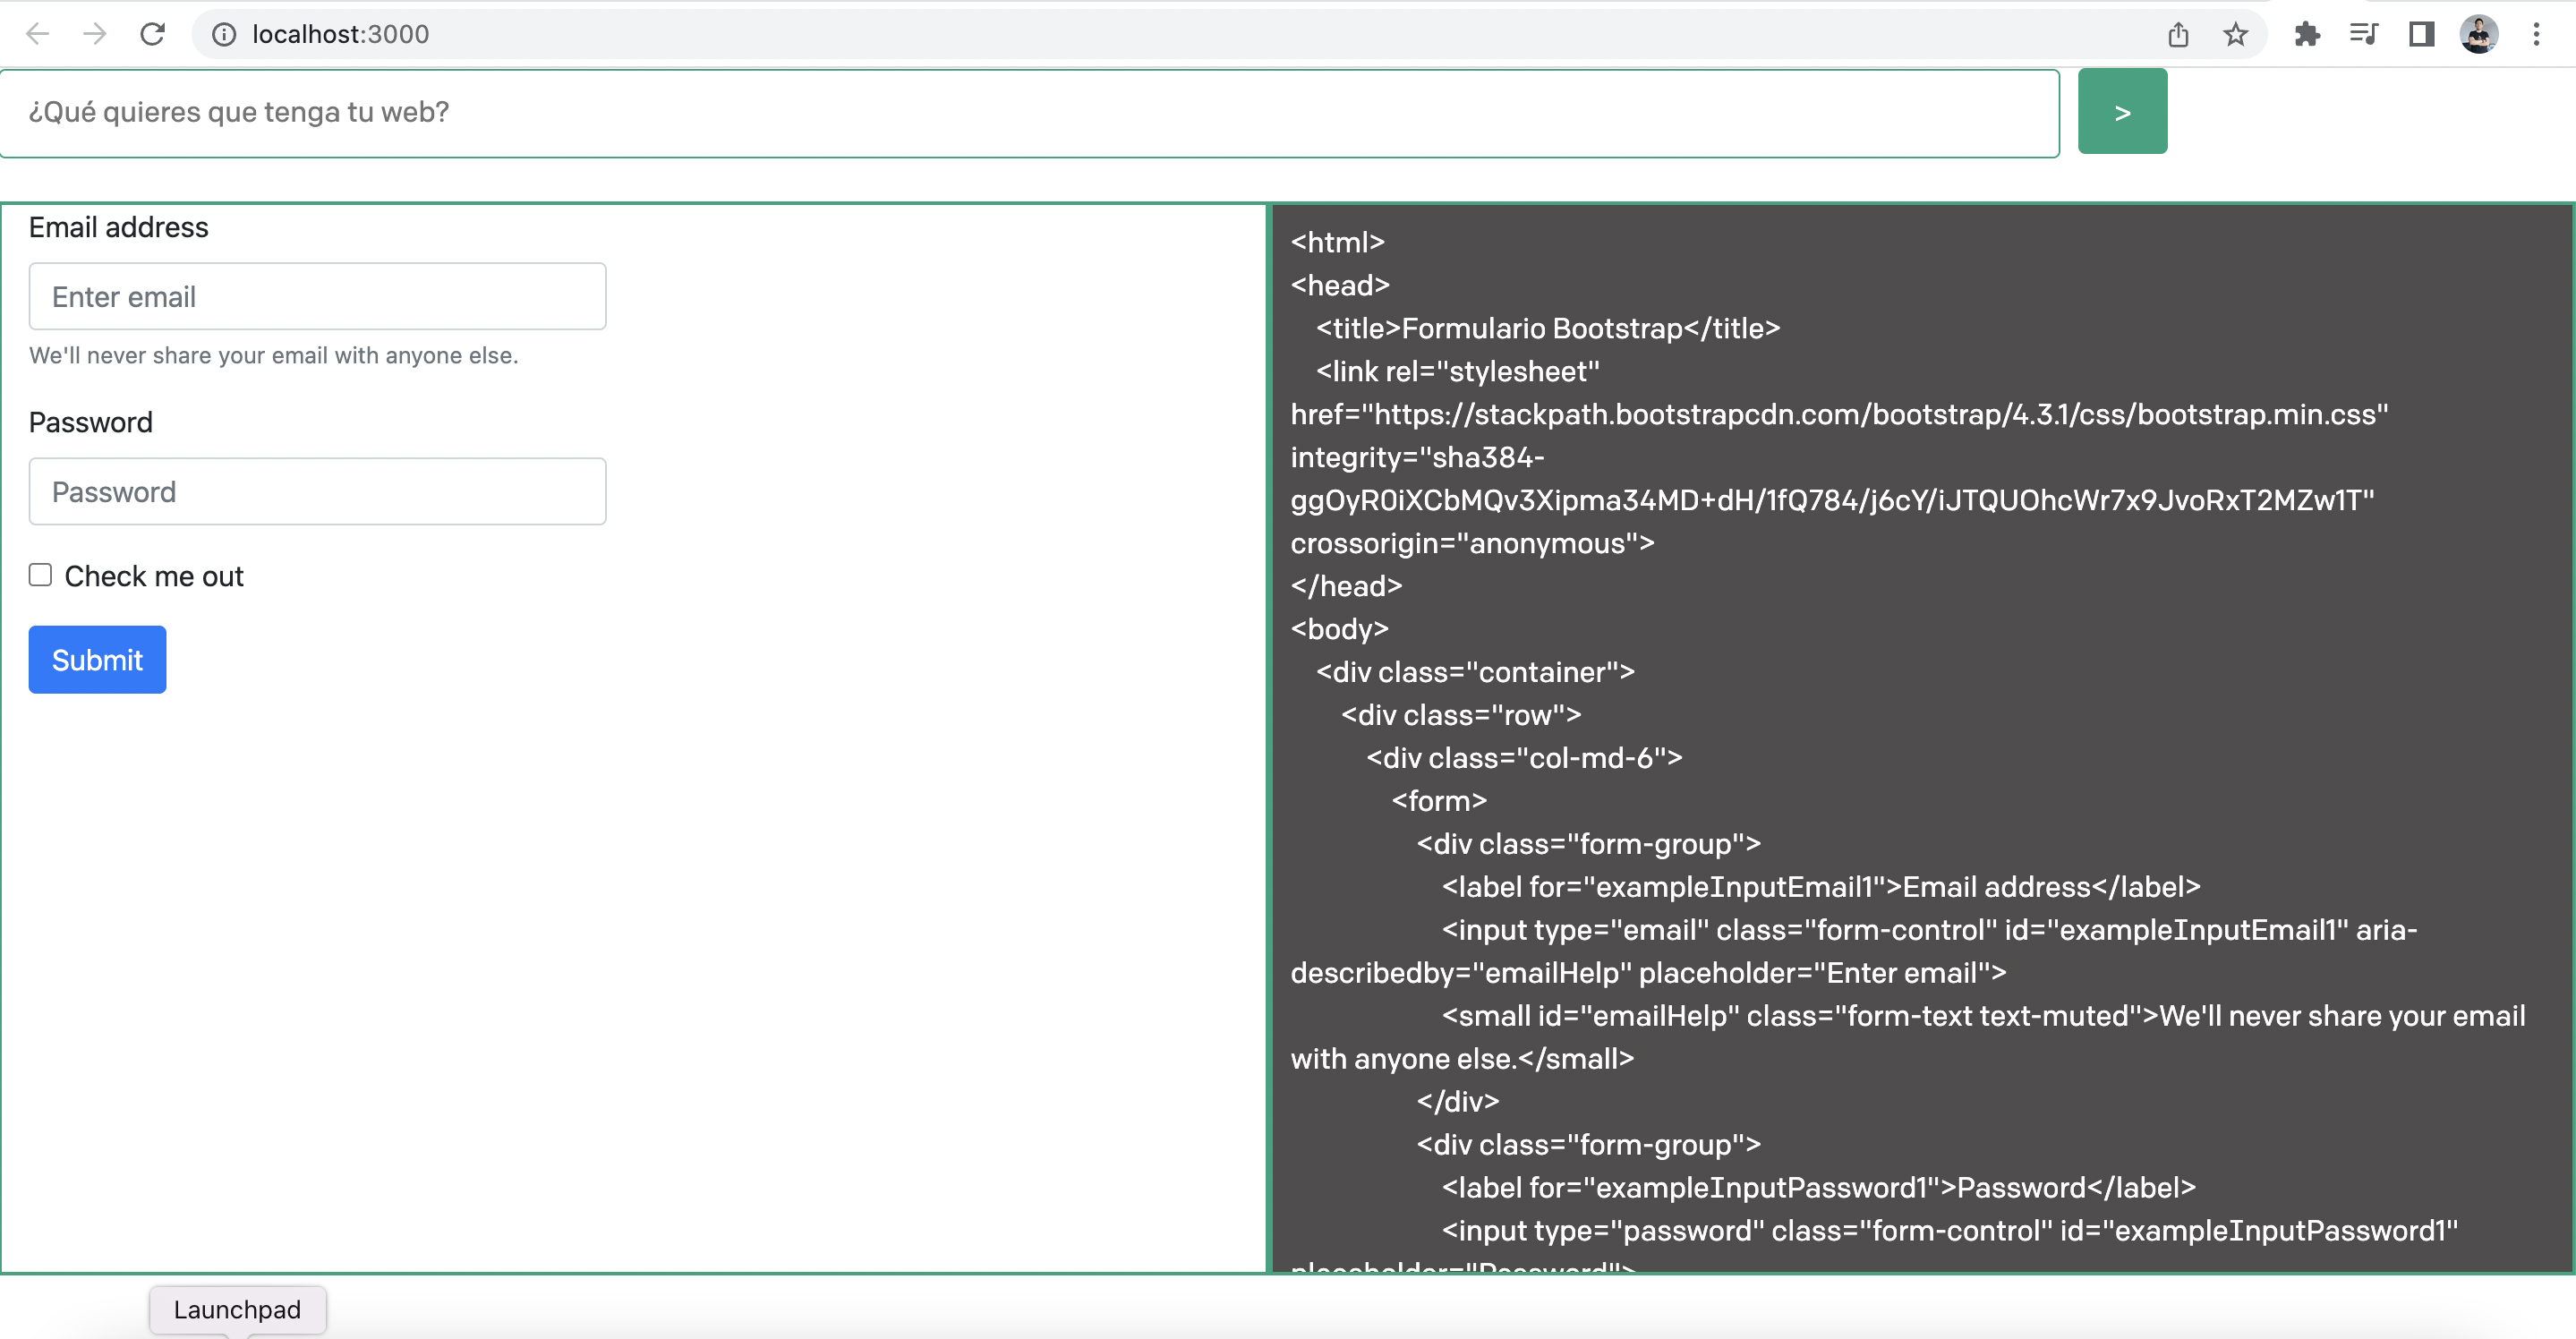 localhost:3000
¿Qué quieres que tenga tu web?
>
Email address
Enter email
We'll never share your email with anyone else.
Password
Password
Check me out
Submit
<html>
<head>
<title>Formulario Bootstrap</title>
<link rel="stylesheet"
href="https://stackpath.bootstrapcdn.com/bootstrap/4.3.1/css/bootstrap.min.css"
integrity="sha384-
ggOyR0iXCbMQv3Xipma34MD+dH/1fQ784/j6cY/iJTQUOhcWr7x9JvoRxT2MZw1T"
crossorigin="anonymous">
</head>
<body>
<div class="container">
<div class="row">
<div class="col-md-6">
<form>
<div class="form-group">
<label for="exampleInputEmail1">Email address</label>
<input type="email" class="form-control" id="exampleInputEmail1" aria-
describedby="emailHelp" placeholder="Enter email">
<small id="emailHelp" class="form-text text-muted">We'll never share your email
with anyone else.</small>
</div>
<div class="form-group">
<label for="exampleInputPassword1">Password</label>
<input type="password" class="form-control" id="exampleInputPassword1"
placeholder="Password">
Launchpad